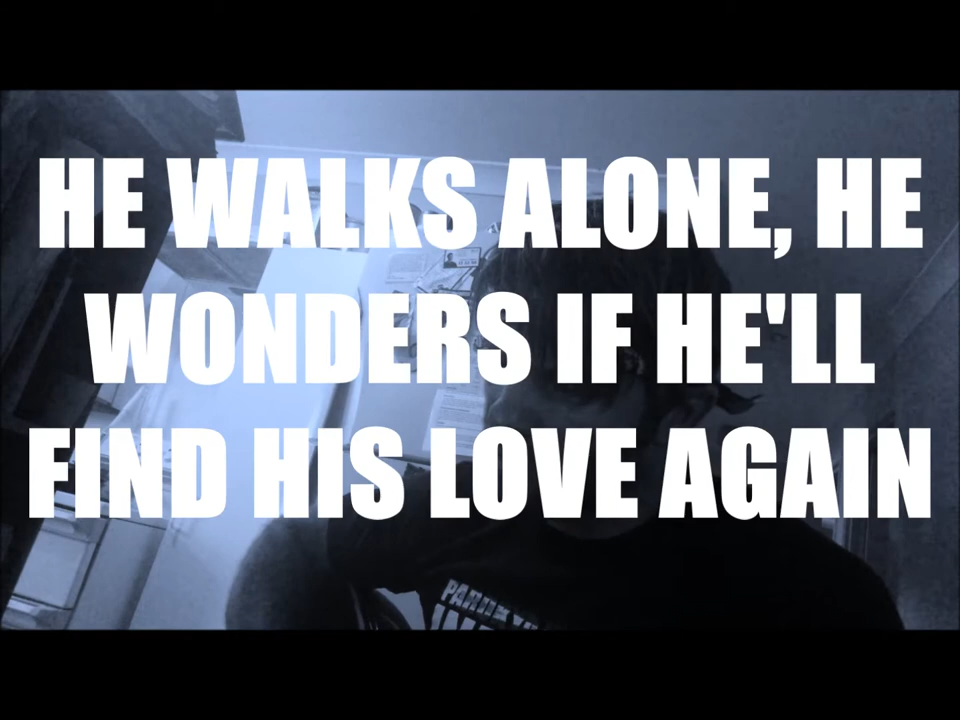 HE WALKS ALONE, HE
WONDERS IF HE'LL
FIND HIS LOVE AGAIN